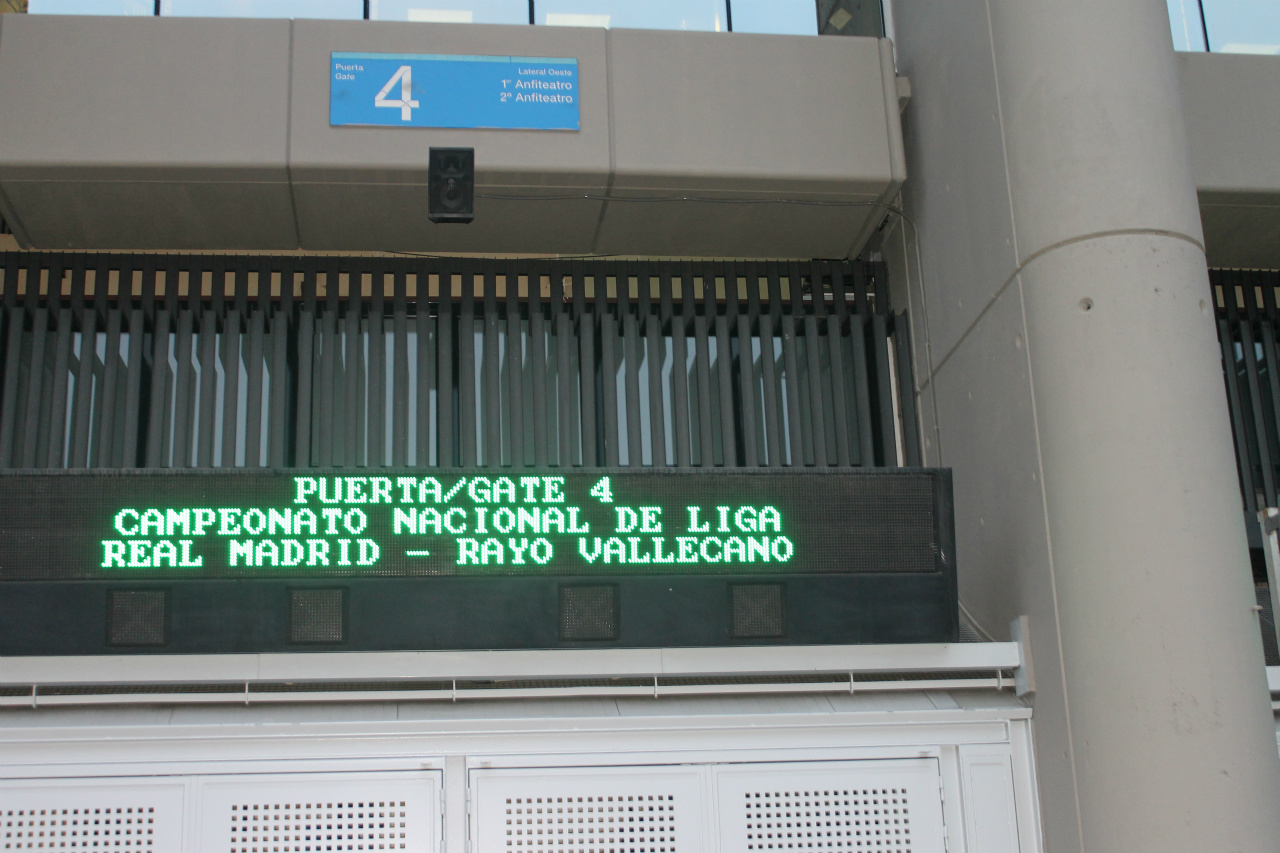 Puerta
Gate
4
Lateral Oeste
1er Anfiteatro
2º Anfiteatro
PUERTA/GATE 4
CAMPEONATO NACIONAL DE LIGA
REAL MADRID - RAYO VALLECANO